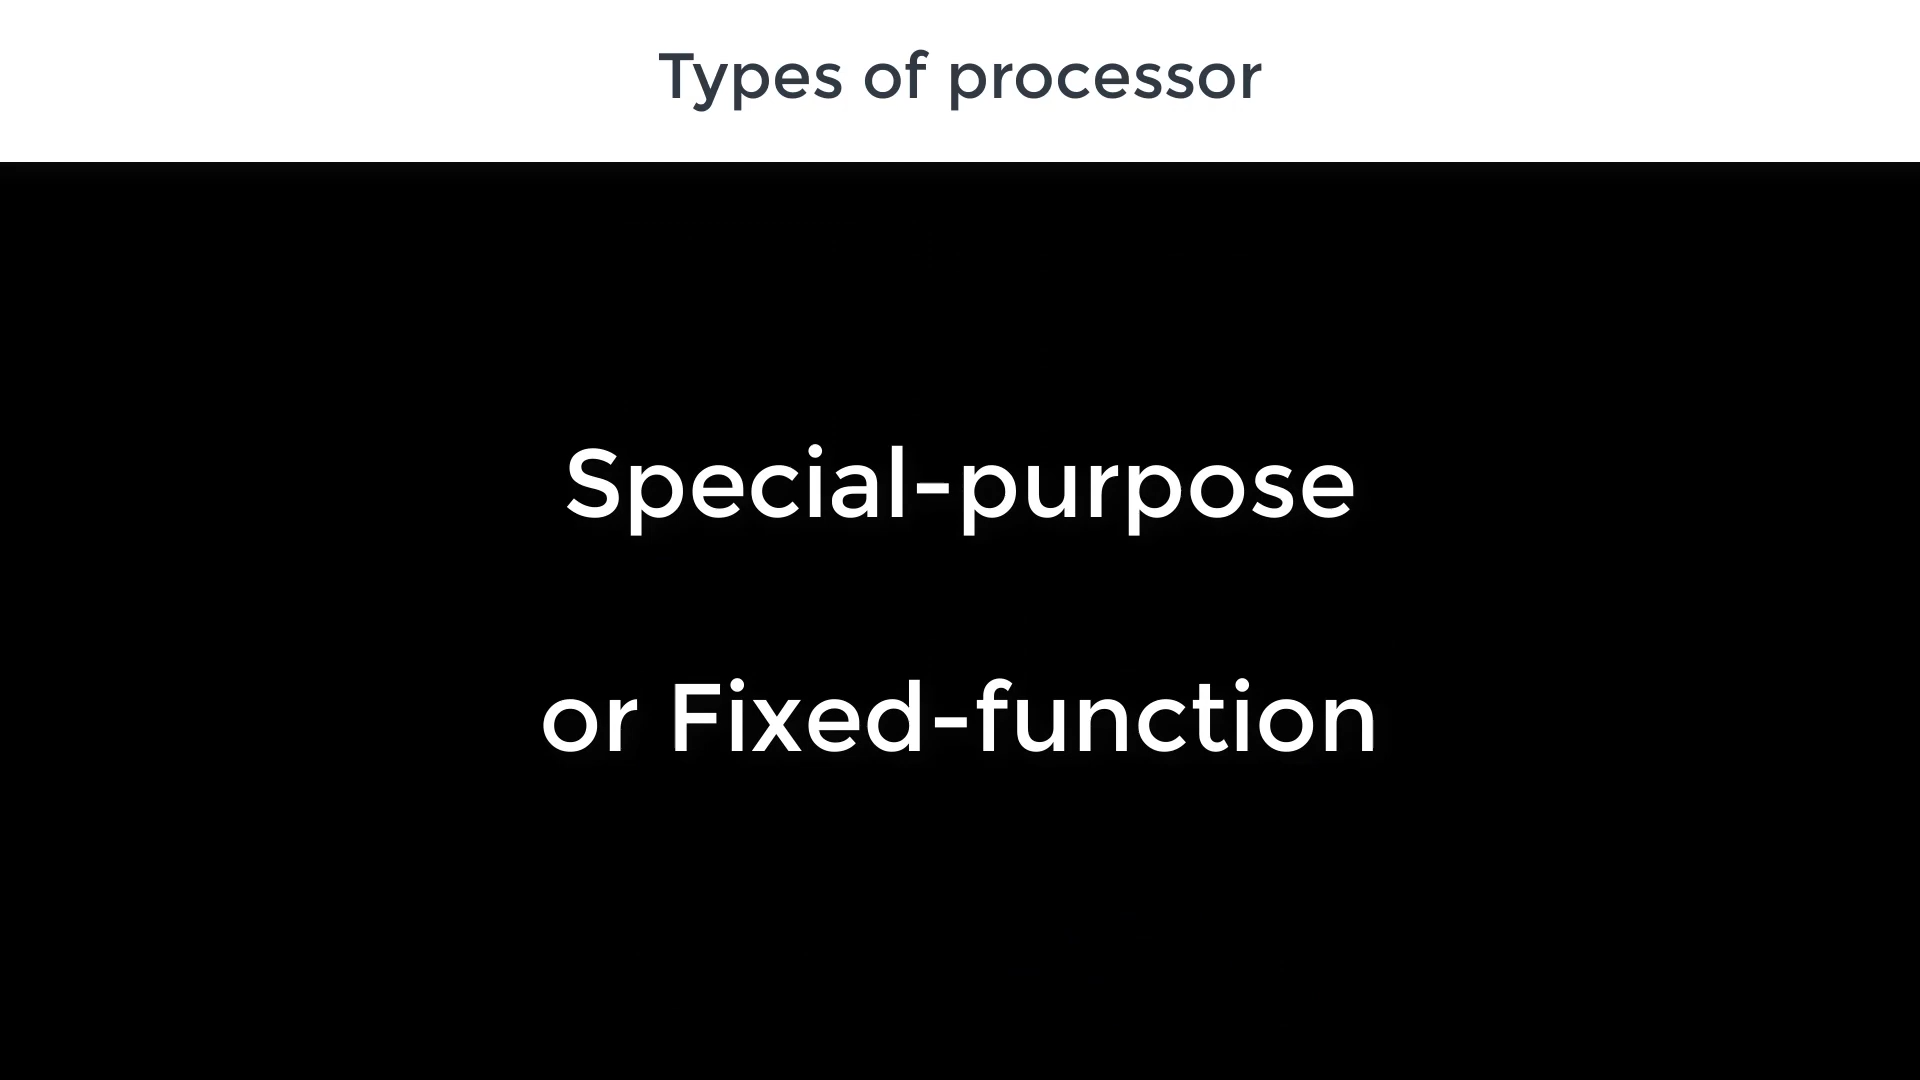 Types of processor
Special-purpose
or Fixed-function